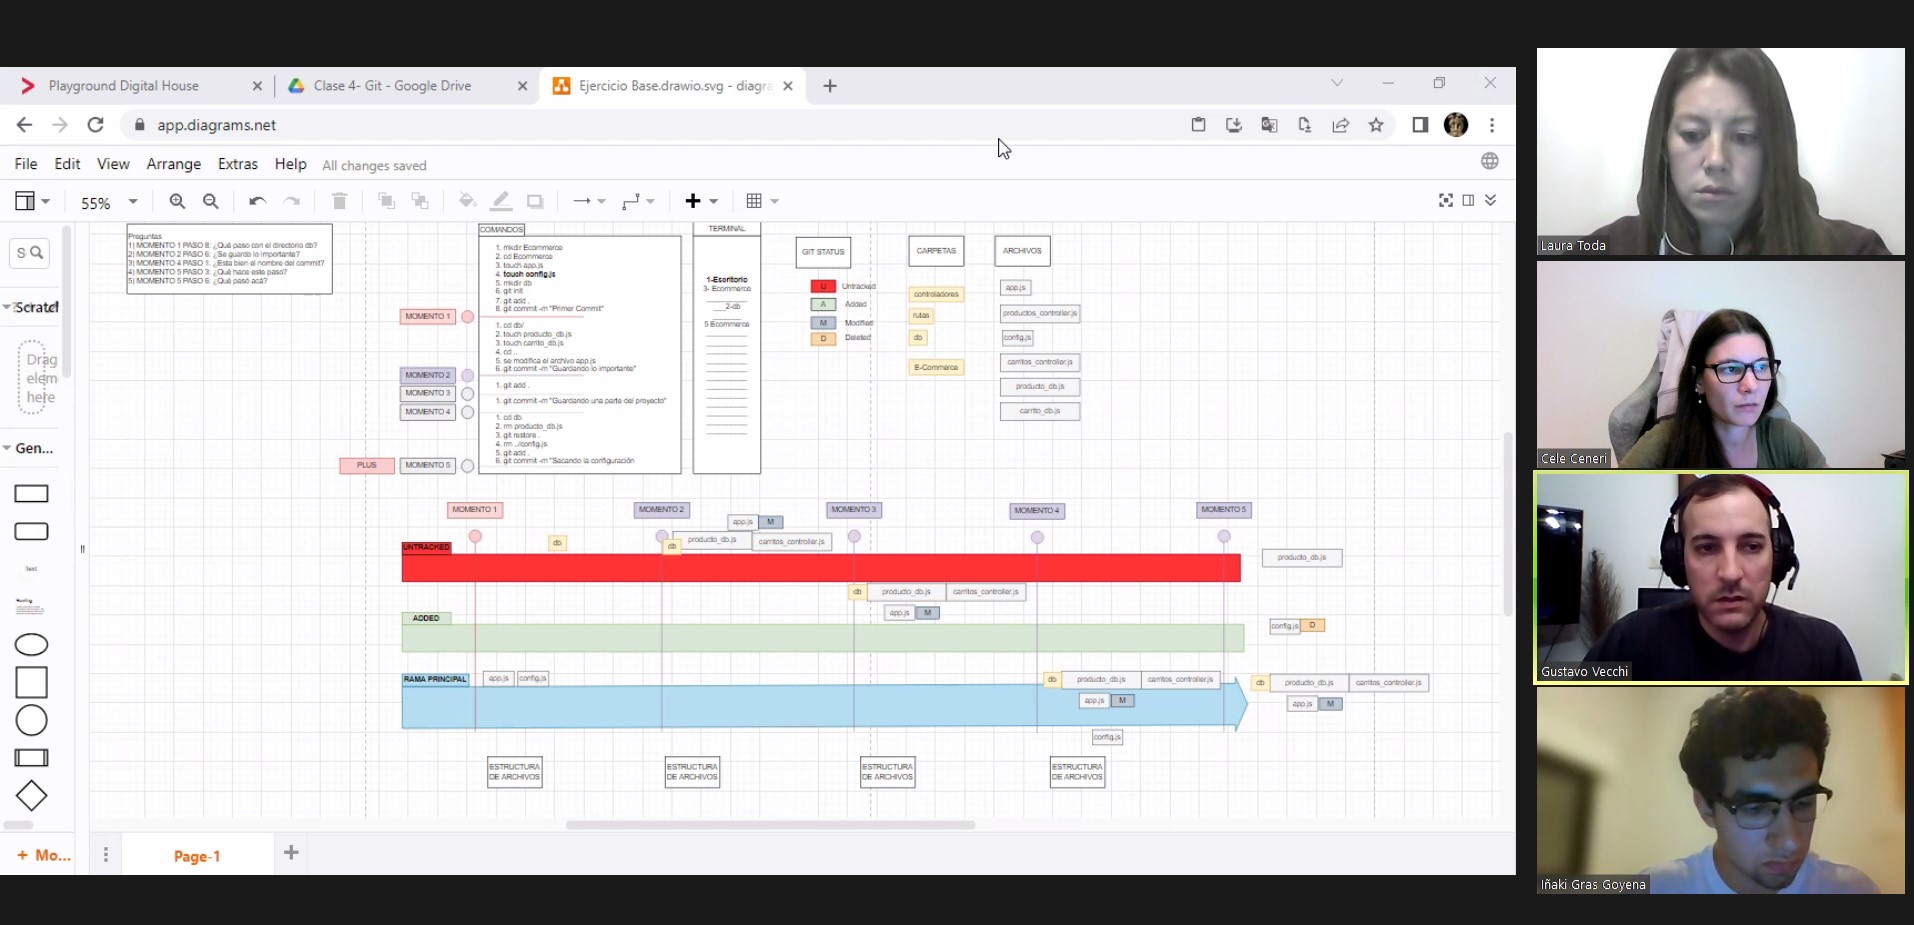 Playground Digital House
Clase 4- Git - Google Drive
Ejercicio Base.drawio.svg - diagra
app.diagrams.net
File Edit View Arrange Extras Help All changes saved
55%
S
Scratch
Drag
elem
here
Gen...
Text
Heading
+ Mo...
Page-1
Preguntas
1) MOMENTO 1 PASO 8: ¿Qué paso con el directorio db?
2) MOMENTO 2 PASO 6: ¿Se guardo lo importante?
3) MOMENTO 4 PASO 1: ¿Esta bien el nombre del commit?
4) MOMENTO 5 PASO 3: ¿Qué hace este paso?
5) MOMENTO 5 PASO 6: ¿Qué pasó acá?
COMANDOS
1. mkdir Ecommerce
2. cd Ecommerce
3. touch app.js
4. touch config.js
5. mkdir db
6. git init
7. git add .
8. git commit -m "Primer Commit"
1. cd db/
2. touch producto_db.js
3. touch carrito_db.js
4. cd ..
5. se modifica el archivo app.js
6. git commit -m "Guardando lo importante"
1. git add .
1. git commit -m "Guardando una parte del proyecto"
1. cd db
2. rm producto_db.js
3. git restore .
4. rm ../config.js
5. git add .
6. git commit -m "Sacando la configuración
MOMENTO 1
MOMENTO 2
MOMENTO 3
MOMENTO 4
PLUS MOMENTO 5
TERMINAL
1-Escritorio
3- Ecommerce
2-db
5 Ecommerce
GIT STATUS
U Untracked
A Added
M Modified
D Deleted
CARPETAS
controladores
rutas
db
E-Commerce
ARCHIVOS
app.js
productos_controller.js
config.js
carritos_controller.js
producto_db.js
carrito_db.js
MOMENTO 1 MOMENTO 2 MOMENTO 3 MOMENTO 4 MOMENTO 5
app.js M
db db producto_db.js carritos_controller.js
UNTRACKED
producto_db.js
db producto_db.js carritos_controller.js
app.js M
ADDED
config.js D
RAMA PRINCIPAL app.js config.js
db producto_db.js carritos_controller.js
db producto_db.js carritos_controller.js
app.js M
app.js M
config.js
ESTRUCTURA
DE ARCHIVOS
ESTRUCTURA
DE ARCHIVOS
ESTRUCTURA
DE ARCHIVOS
ESTRUCTURA
DE ARCHIVOS
Laura Toda
Cele Ceneri
Gustavo Vecchi
Iñaki Gras Goyena